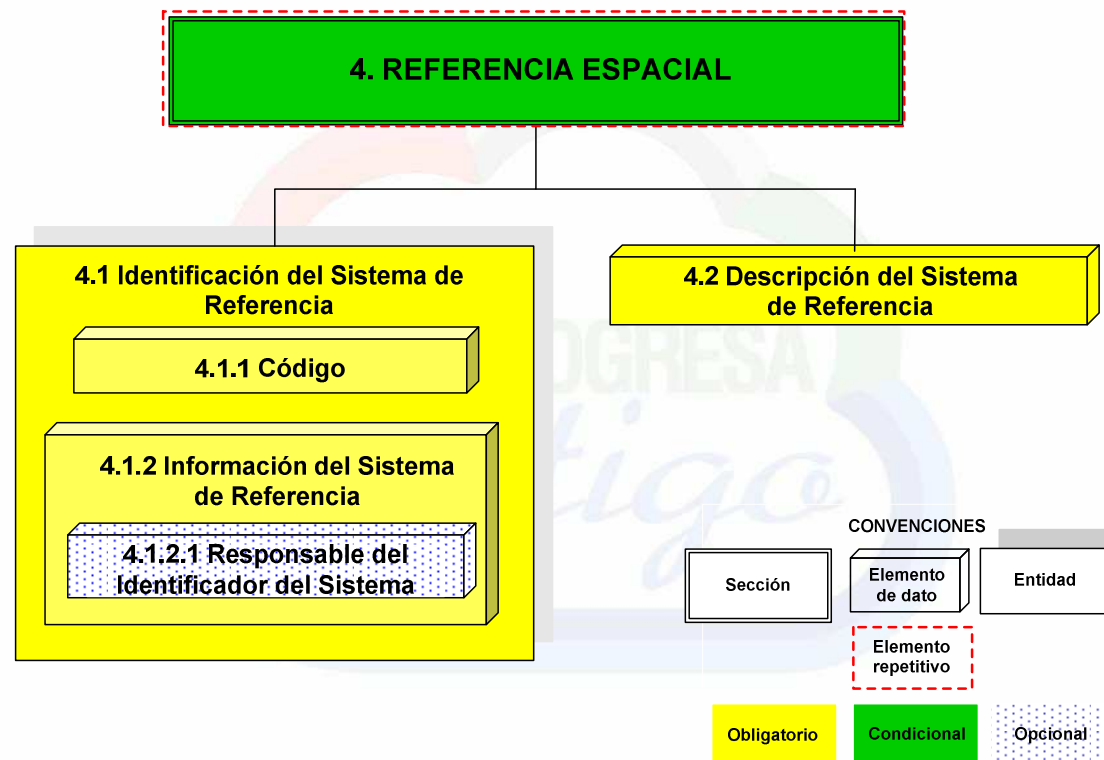 4. REFERENCIA ESPACIAL
4.1 Identificación del Sistema de
Referencia
4.1.1 Código
4.1.2 Información del Sistema
de Referencia
4.1.2.1 Responsable del
Identificador del Sistema
4.2 Descripción del Sistema
de Referencia
OGRESA
tigo
CONVENCIONES
Sección
Elemento
de dato
Entidad
Elemento
repetitivo
Obligatorio
Condicional
Opcional